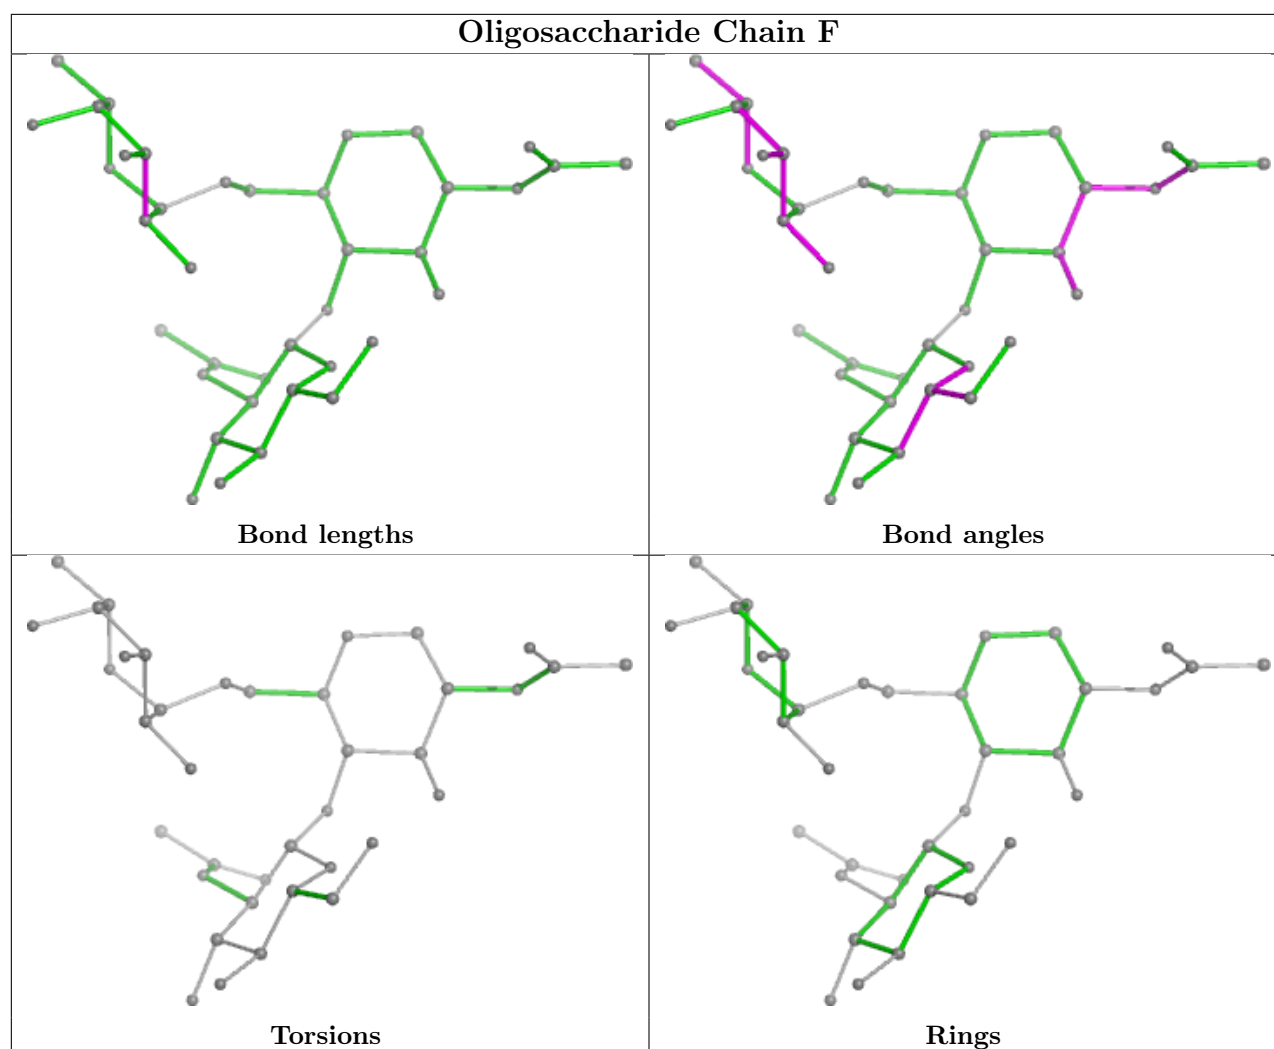 Oligosaccharide Chain F
Bond lengths
Bond angles
Torsions
Rings